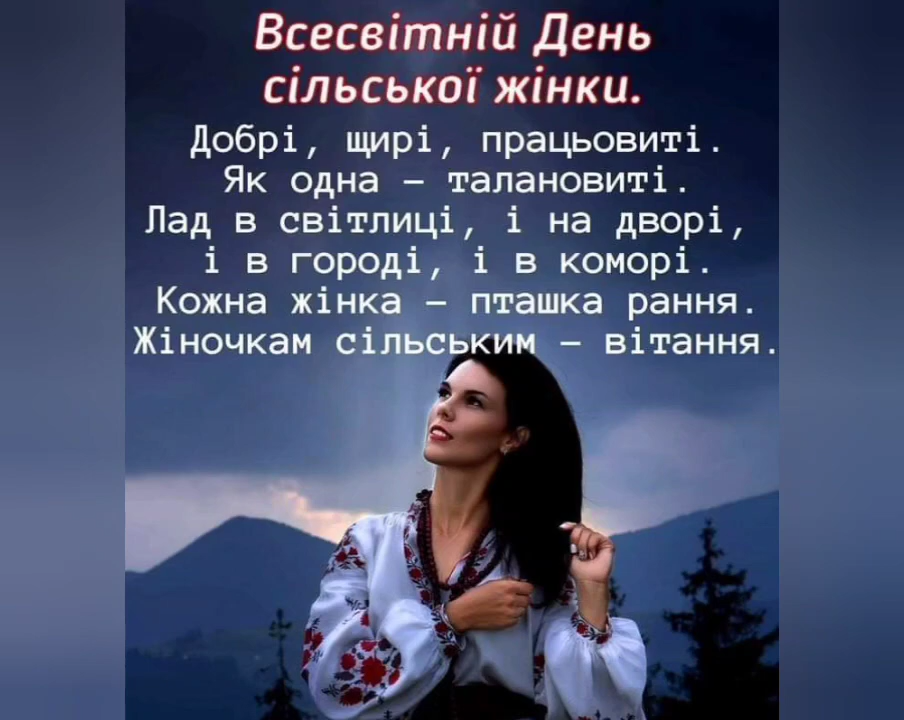 Всесвітній День
сільської жінки.
Добрі, щирі, працьовиті.
Як одна – талановиті.
Лад в світлиці, і на дворі,
і в городі, і в коморі.
Кожна жінка – пташка рання.
Жіночкам сільським – вітання.